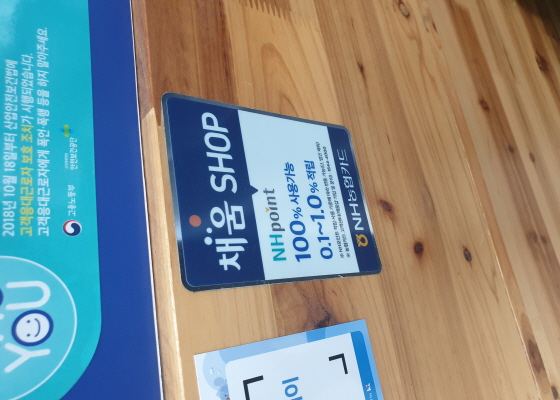 2018년 10월 18일부터 산업안전보건법에
고객응대근로자 보호 조치가 시행되었습니다.
고객응대근로자에게 폭언·폭행 등을 하지 말아주세요.
고용노동부
안전보건공단
YOU
채움 SHOP
NHpoint
100% 사용가능
0.1~1.0% 적립
NH농협카드
페이